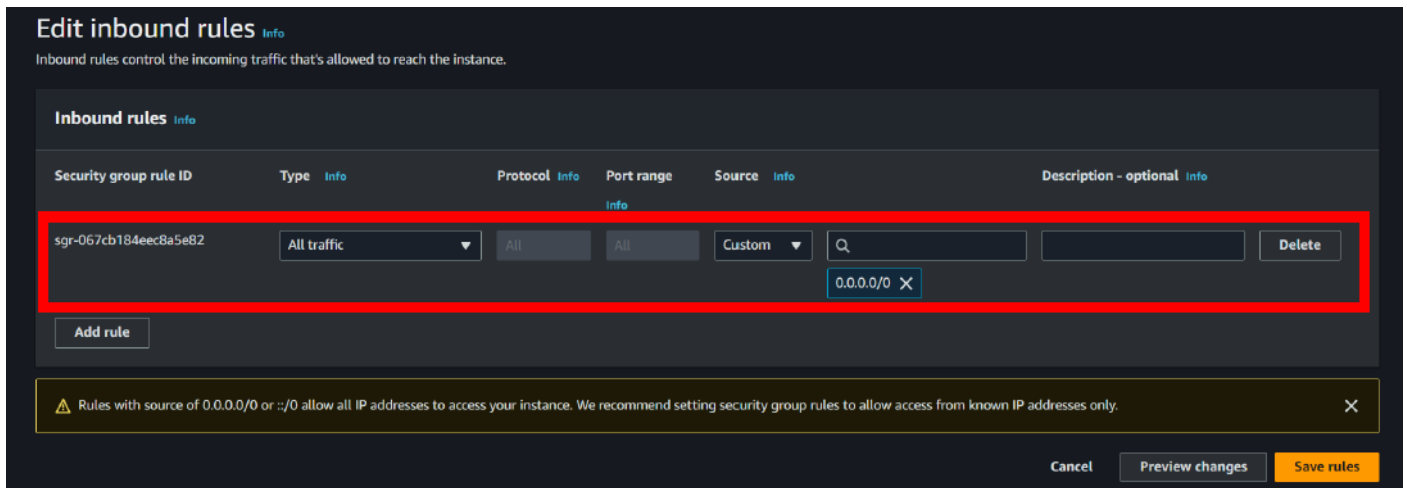 Edit inbound rules Info
Inbound rules control the incoming traffic that's allowed to reach the instance.
Inbound rules Info
Security group rule ID Type Info Protocol Info Port range Info Source Info Description - optional Info
sgr-067cb184eec8a5e82 All traffic All All Custom Delete
0.0.0.0/0
Add rule
Rules with source of 0.0.0.0/0 or ::/0 allow all IP addresses to access your instance. We recommend setting security group rules to allow access from known IP addresses only.
Cancel Preview changes Save rules